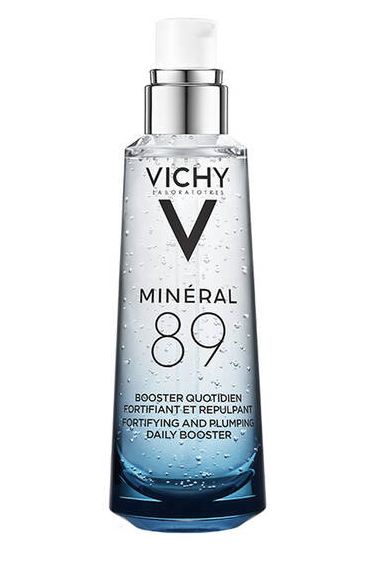 VICHY
LABORATOIRES
V
MINÉRAL
89
BOOSTER QUOTIDIEN
FORTIFIANT ET REPULPANT
FORTIFYING AND PLUMPING
DAILY BOOSTER